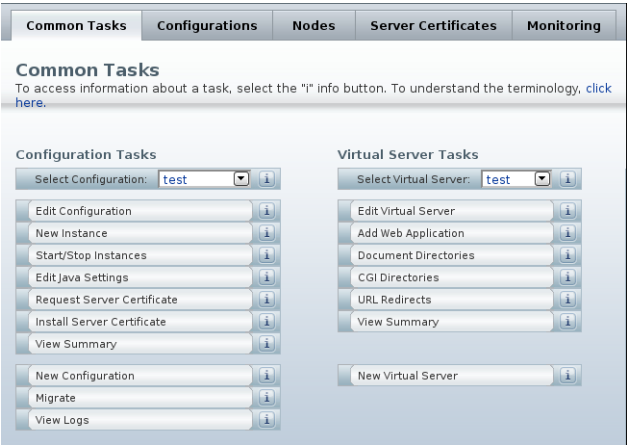 Common Tasks Configurations Nodes Server Certificates Monitoring
Common Tasks
To access information about a task, select the "i" info button. To understand the terminology, click
here.
Configuration Tasks
Select Configuration: test i
Edit Configuration i
New Instance i
Start/Stop Instances i
Edit Java Settings i
Request Server Certificate i
Install Server Certificate i
View Summary i
New Configuration i
Migrate i
View Logs i
Virtual Server Tasks
Select Virtual Server: test i
Edit Virtual Server i
Add Web Application i
Document Directories i
CGI Directories i
URL Redirects i
View Summary i
New Virtual Server i